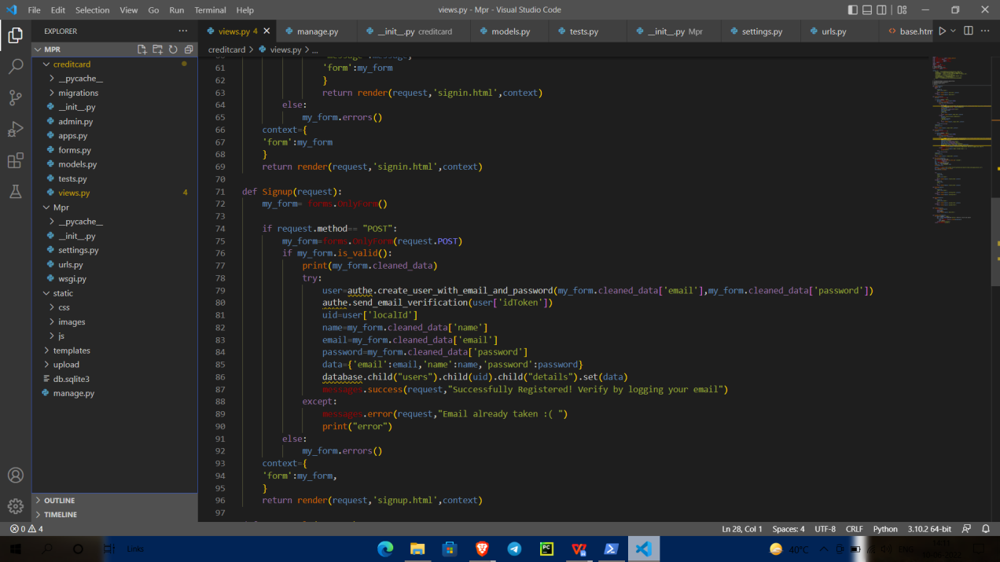 File Edit Selection View Go Run Terminal Help views.py - Mpr - Visual Studio Code
EXPLORER
views.py 4 manage.py __init__.py creditcard models.py tests.py __init__.py Mpr settings.py urls.py base.htm
MPR
creditcard > views.py > ...
creditcard
__pycache__
migrations
__init__.py
admin.py
apps.py
forms.py
models.py
tests.py
views.py 4
Mpr
__pycache__
__init__.py
settings.py
urls.py
wsgi.py
static
css
images
js
templates
upload
db.sqlite3
manage.py
OUTLINE
TIMELINE
61 'form':my_form
62 }
63 return render(request,'signin.html',context)
64 else:
65 my_form.errors()
66 context={
67 'form':my_form
68 }
69 return render(request,'signin.html',context)
70
71 def Signup(request):
72 my_form= forms.OnlyForm()
73
74 if request.method== "POST":
75 my_form=forms.OnlyForm(request.POST)
76 if my_form.is_valid():
77 print(my_form.cleaned_data)
78 try:
79 user=authe.create_user_with_email_and_password(my_form.cleaned_data['email'],my_form.cleaned_data['password'])
80 authe.send_email_verification(user['idToken'])
81 uid=user['localId']
82 name=my_form.cleaned_data['name']
83 email=my_form.cleaned_data['email']
84 password=my_form.cleaned_data['password']
85 data={'email':email,'name':name,'password':password}
86 database.child("users").child(uid).child("details").set(data)
87 messages.success(request,"Successfully Registered! Verify by logging your email")
88 except:
89 messages.error(request,"Email already taken :( ")
90 print("error")
91 else:
92 my_form.errors()
93 context={
94 'form':my_form,
95 }
96 return render(request,'signup.html',context)
97
0 4 Ln 28, Col 1 Spaces: 4 UTF-8 CRLF Python 3.10.2 64-bit
Links 40°C ENG